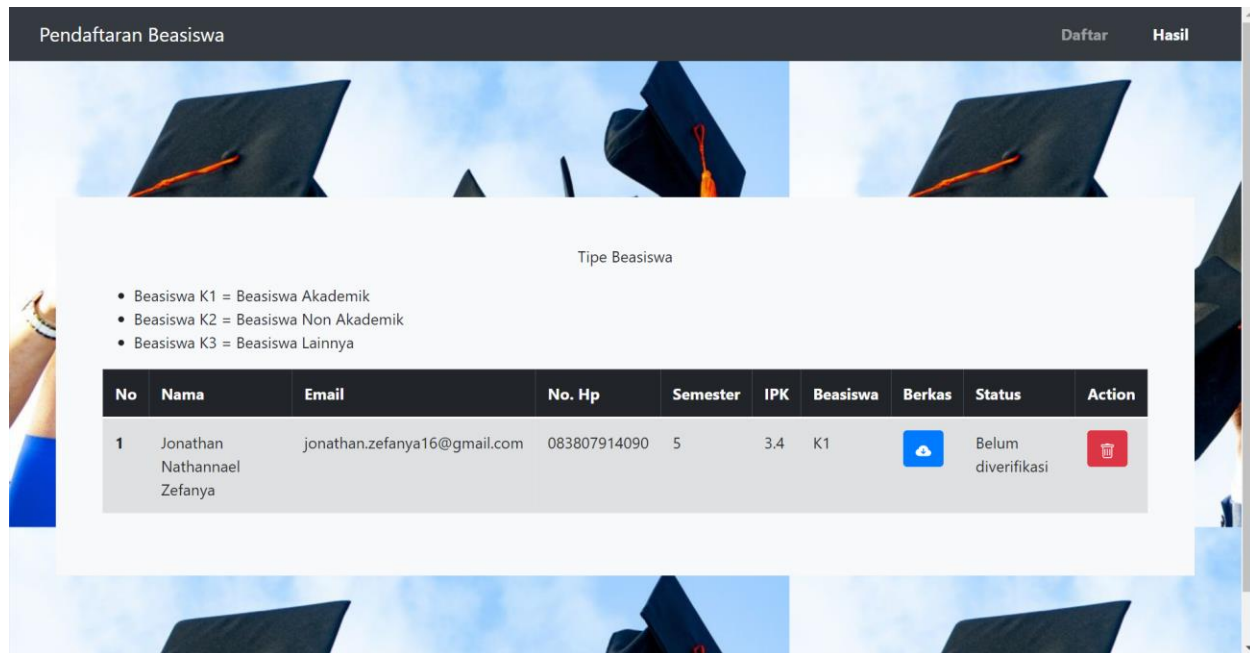 Pendaftaran Beasiswa Daftar Hasil
Tipe Beasiswa
Beasiswa K1 = Beasiswa Akademik
Beasiswa K2 = Beasiswa Non Akademik
Beasiswa K3 = Beasiswa Lainnya
No Nama Email No. Hp Semester IPK Beasiswa Berkas Status Action
1 Jonathan jonathan.zefanya16@gmail.com 083807914090 5 3.4 K1 Belum
Nathannael diverifikasi
Zefanya